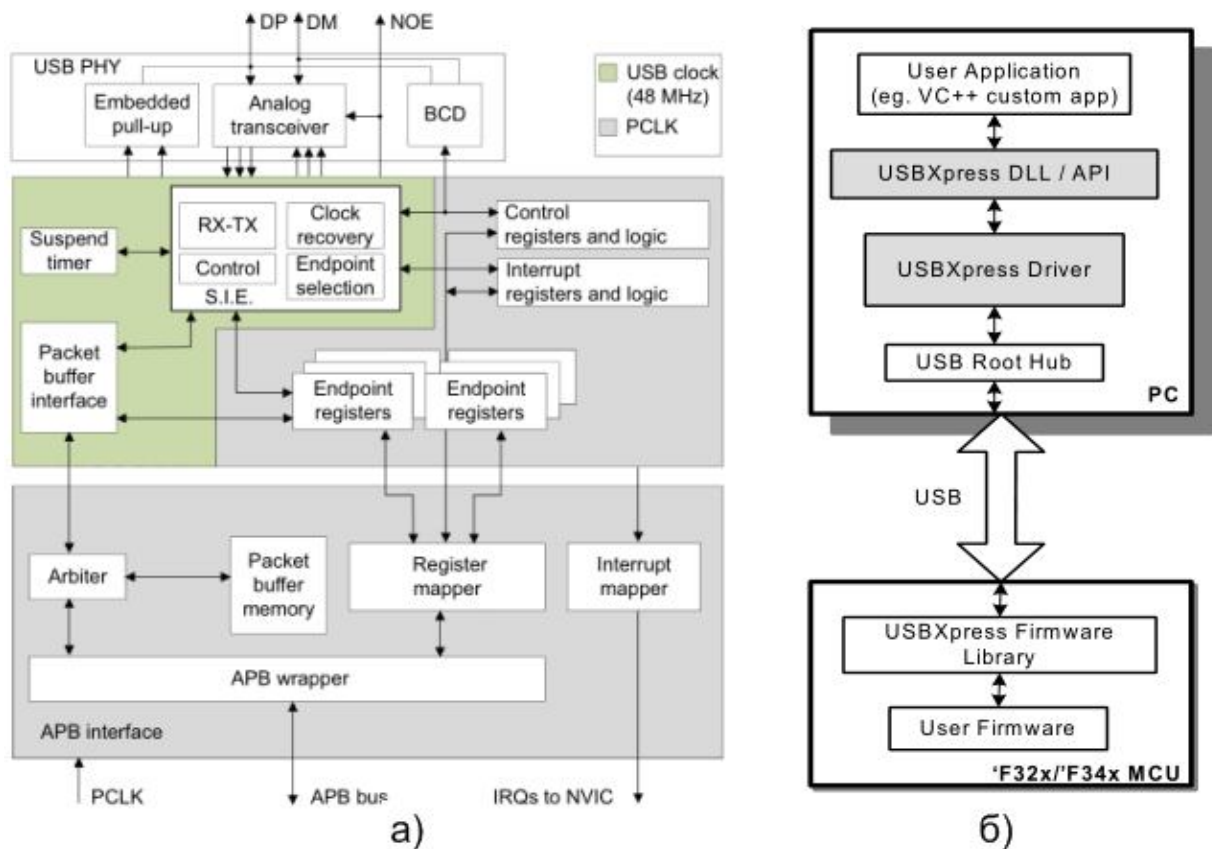 DP DM NOE
USB PHY
Embedded
pull-up
Analog
transceiver
BCD
USB clock
(48 MHz)
PCLK
Suspend
timer
RX-TX
Clock
recovery
Control
Endpoint
selection
S.I.E.
Control
registers and logic
Interrupt
registers and logic
Packet
buffer
interface
Endpoint
registers
Endpoint
registers
Arbiter
Packet
buffer
memory
Register
mapper
Interrupt
mapper
APB wrapper
APB interface
PCLK
APB bus
IRQs to NVIC
а)
User Application
(eg. VC++ custom app)
USBXpress DLL / API
USBXpress Driver
USB Root Hub
PC
USB
USBXpress Firmware
Library
User Firmware
‘F32x/’F34x MCU
б)